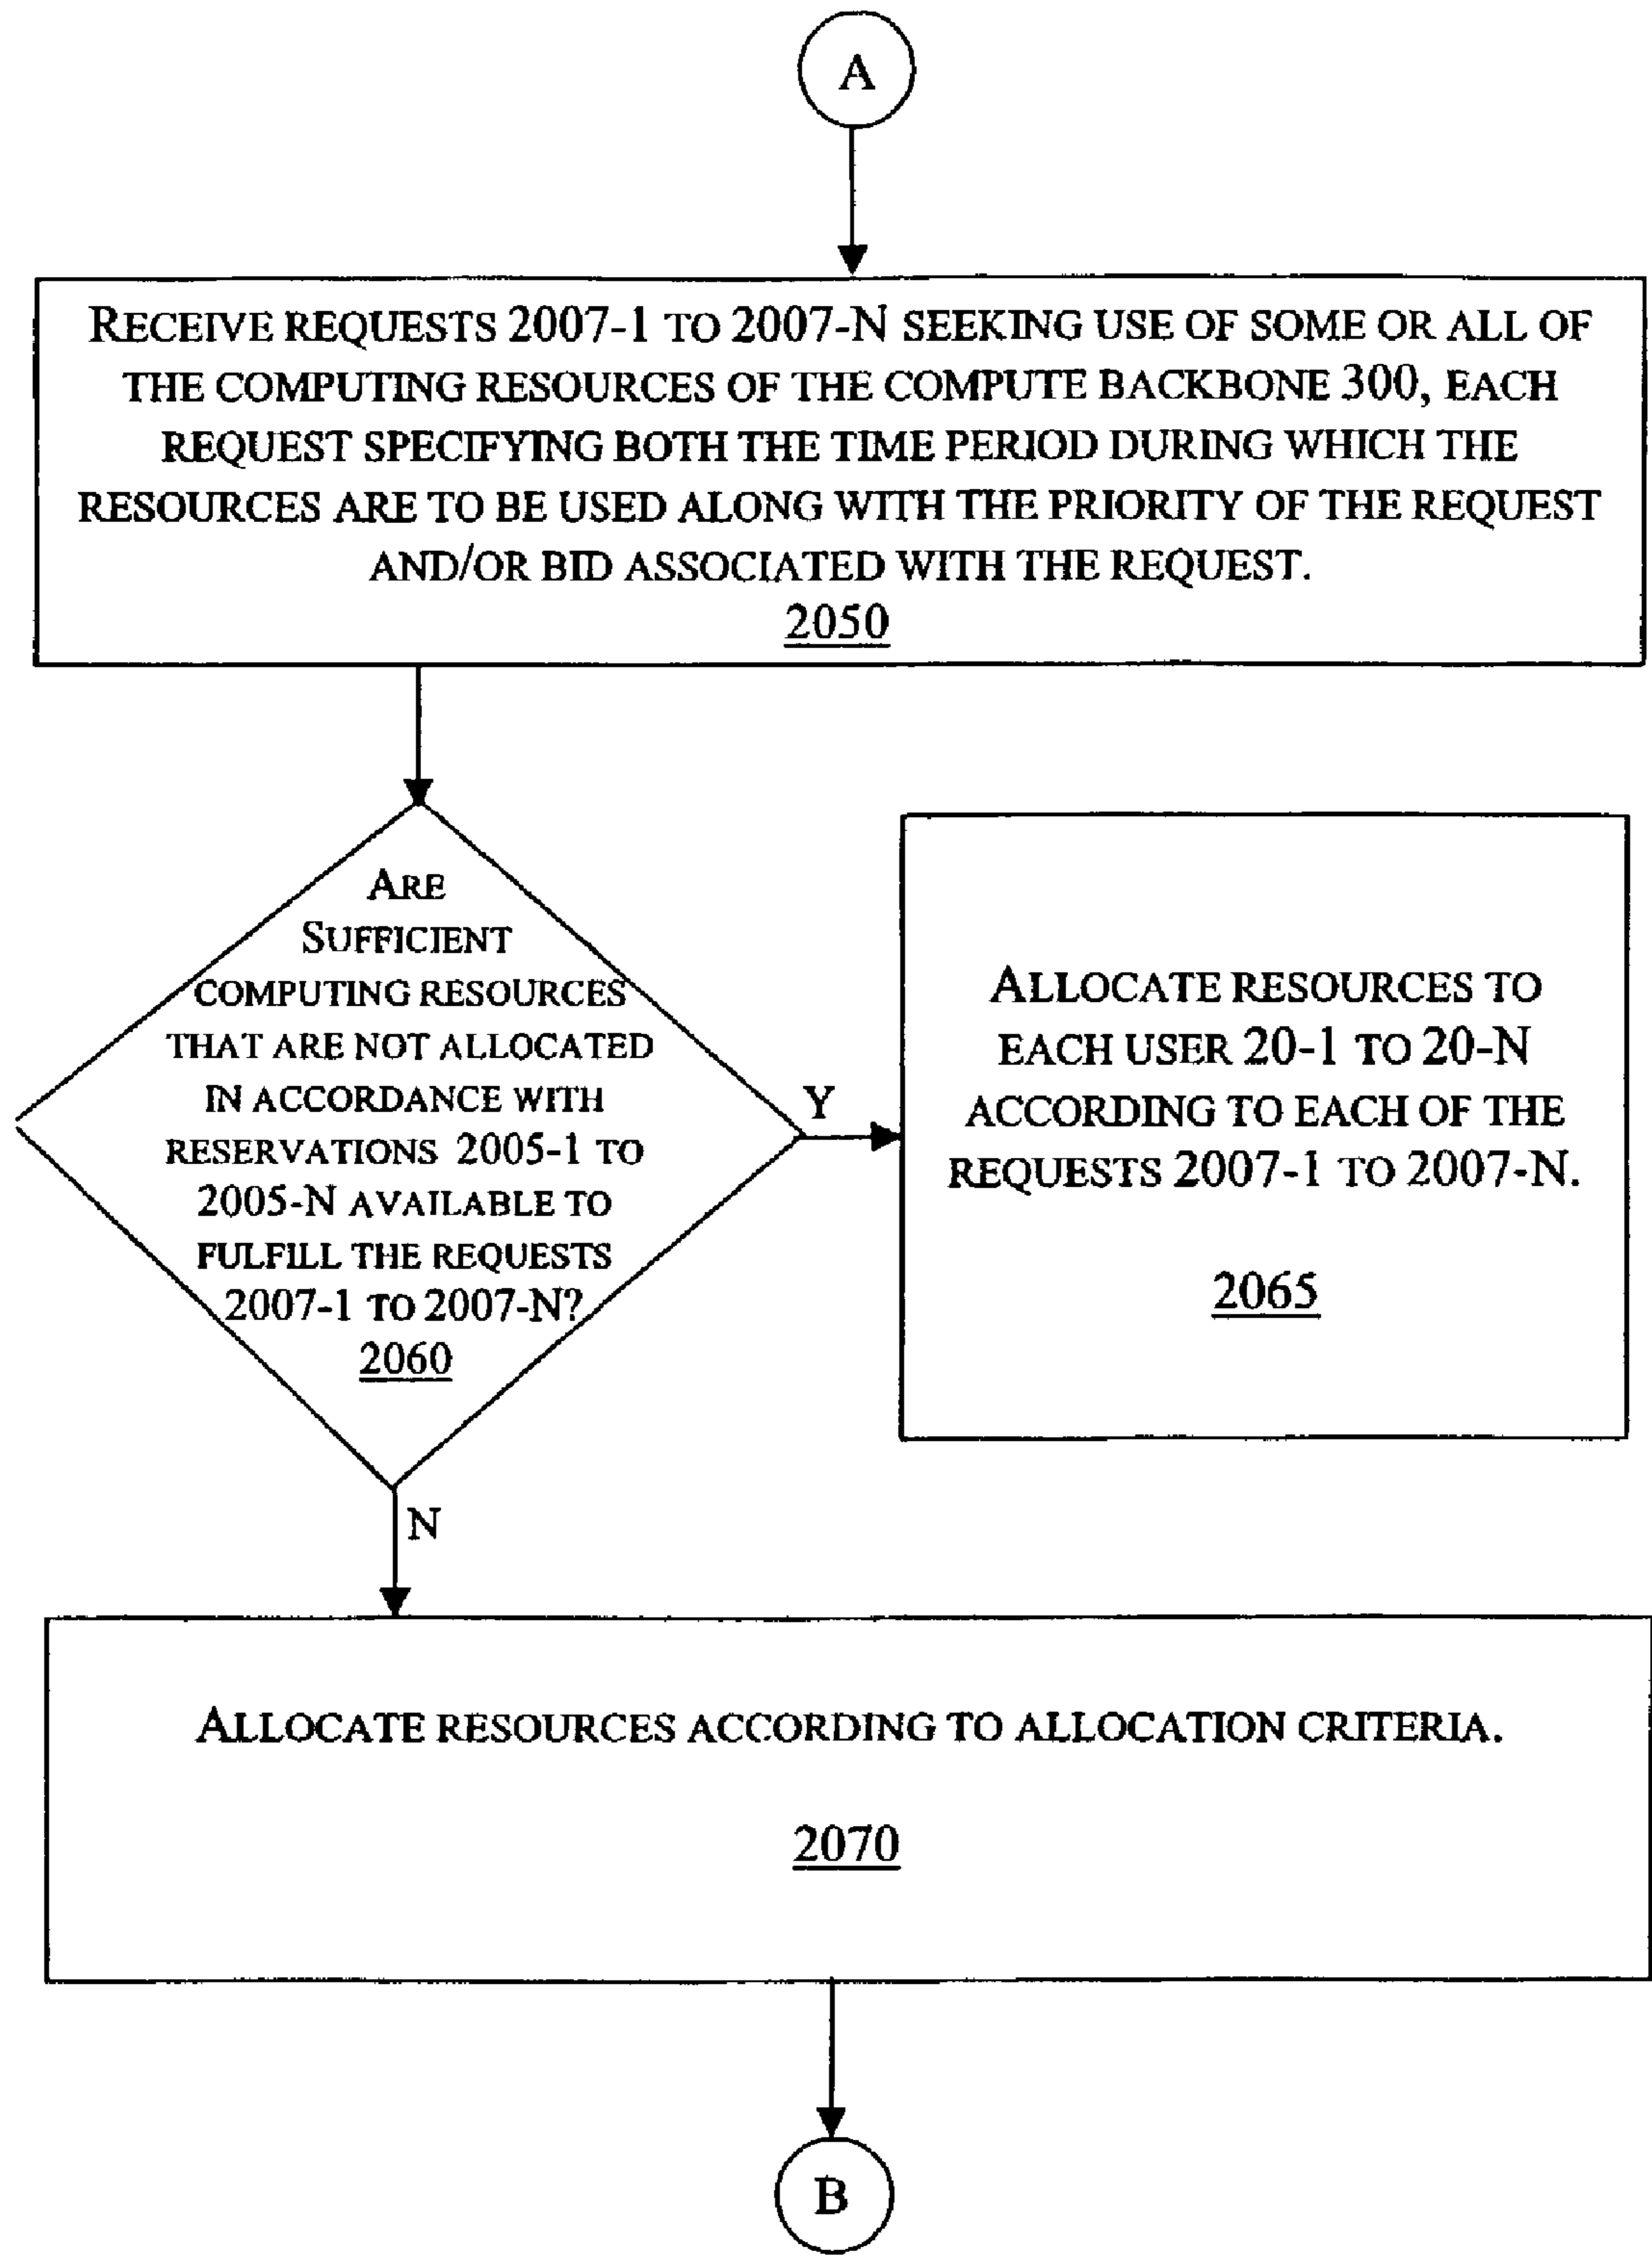 A
RECEIVE REQUESTS 2007-1 TO 2007-N SEEKING USE OF SOME OR ALL OF
THE COMPUTING RESOURCES OF THE COMPUTE BACKBONE 300, EACH
REQUEST SPECIFYING BOTH THE TIME PERIOD DURING WHICH THE
RESOURCES ARE TO BE USED ALONG WITH THE PRIORITY OF THE REQUEST
AND/OR BID ASSOCIATED WITH THE REQUEST.
2050
ARE
SUFFICIENT
COMPUTING RESOURCES
THAT ARE NOT ALLOCATED
IN ACCORDANCE WITH
RESERVATIONS 2005-1 TO
2005-N AVAILABLE TO
FULFILL THE REQUESTS
2007-1 TO 2007-N?
2060
Y
ALLOCATE RESOURCES TO
EACH USER 20-1 TO 20-N
ACCORDING TO EACH OF THE
REQUESTS 2007-1 TO 2007-N.
2065
N
ALLOCATE RESOURCES ACCORDING TO ALLOCATION CRITERIA.
2070
B